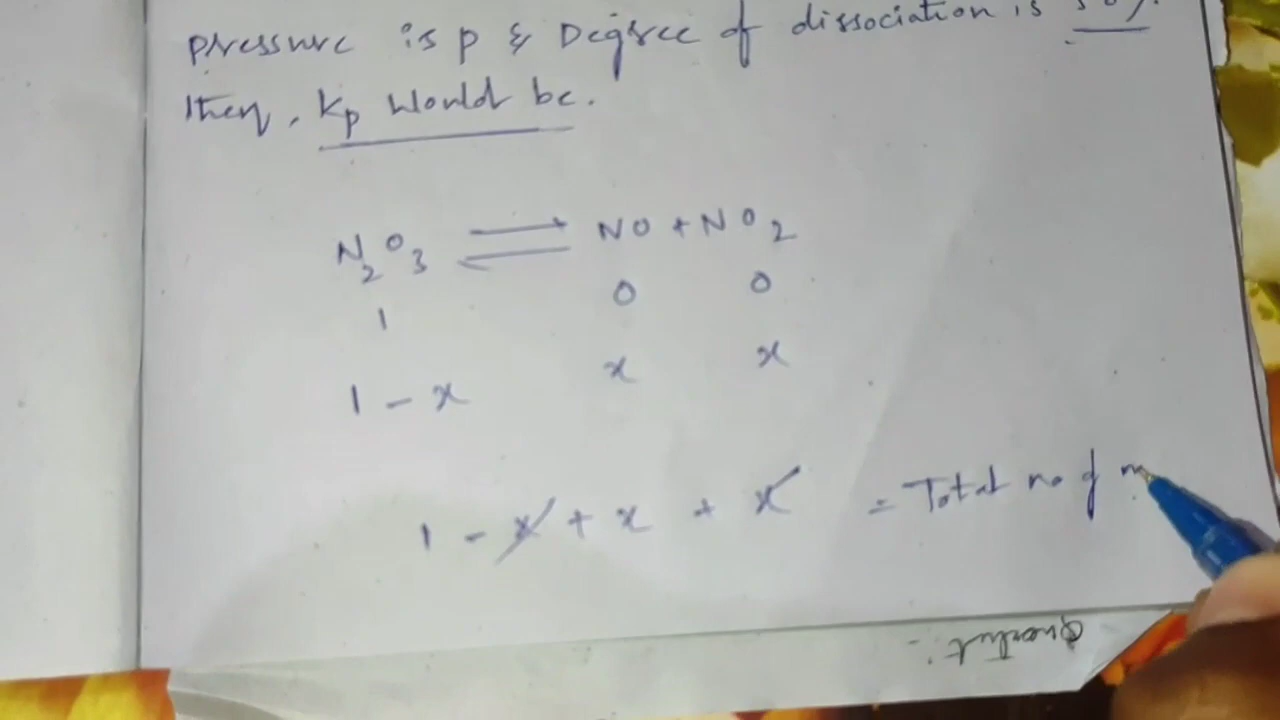 pressure is p & Degree of dissociation is 50%.
then, Kp would be.
N2O3 ⇌ NO + NO2
1 0 0
1 - x x x
1 - x + x + x = Total no of m